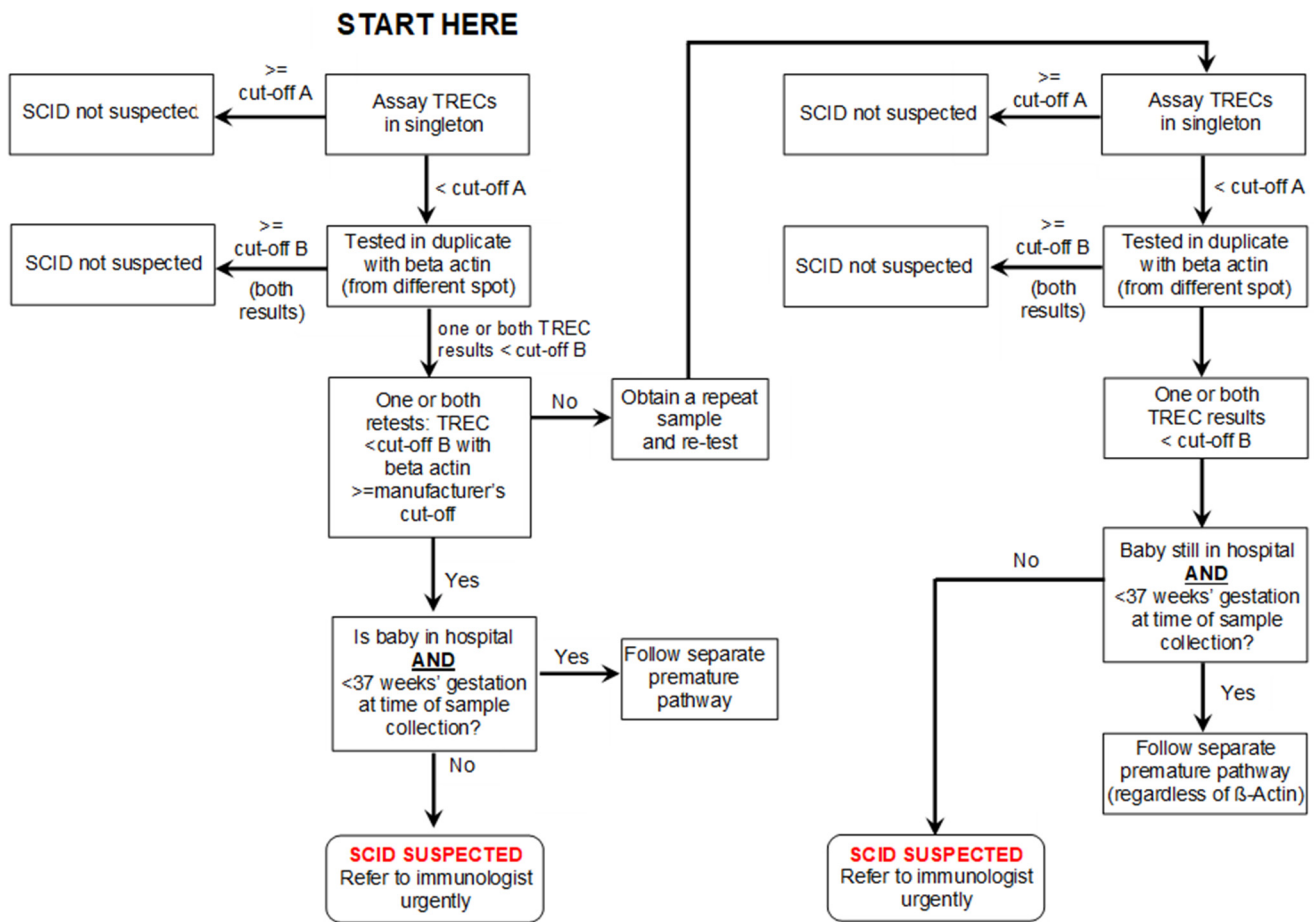 START HERE
SCID not suspected
>=
cut-off A
Assay TRECs
in singleton
< cut-off A
SCID not suspected
>=
cut-off B
(both
results)
Tested in duplicate
with beta actin
(from different spot)
one or both TREC
results < cut-off B
One or both
retests: TREC
<cut-off B with
beta actin
>=manufacturer's
cut-off
No
Obtain a repeat
sample
and re-test
Yes
Is baby in hospital
AND
<37 weeks' gestation
at time of sample
collection?
Yes
Follow separate
premature
pathway
No
SCID SUSPECTED
Refer to immunologist
urgently
SCID not suspected
>=
cut-off A
Assay TRECs
in singleton
< cut-off A
SCID not suspected
>=
cut-off B
(both
results)
Tested in duplicate
with beta actin
(from different spot)
One or both
TREC results
< cut-off B
Baby still in hospital
AND
<37 weeks' gestation
at time of sample
collection?
No
Yes
Follow separate
premature pathway
(regardless of ß-Actin)
SCID SUSPECTED
Refer to immunologist
urgently